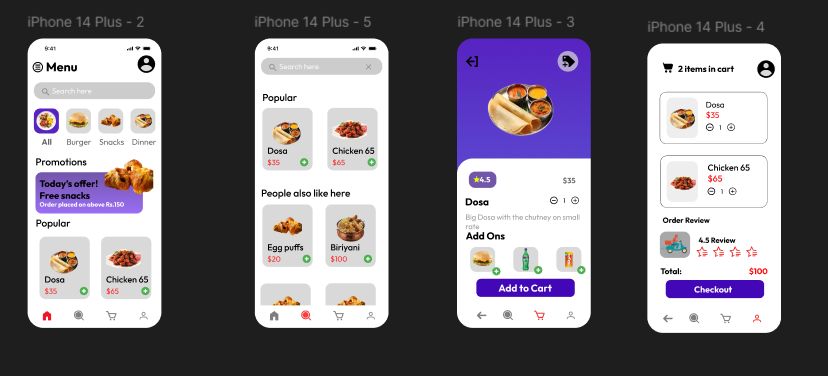 iPhone 14 Plus - 2
9:41
Menu
Search here
All
Burger
Snacks
Dinner
Promotions
Today's offer!
Free snacks
Order placed on above Rs.150
Popular
Dosa
$35
Chicken 65
$65
iPhone 14 Plus - 5
9:41
Search here
Popular
Dosa
$35
Chicken 65
$65
People also like here
Egg puffs
$20
Biriyani
$100
iPhone 14 Plus - 3
4.5
$35
Dosa
1
Big Dosa with the chutney on small
rate
Add Ons
Add to Cart
iPhone 14 Plus - 4
2 items in cart
Dosa
$35
1
Chicken 65
$65
1
Order Review
4.5 Review
Total:
$100
Checkout